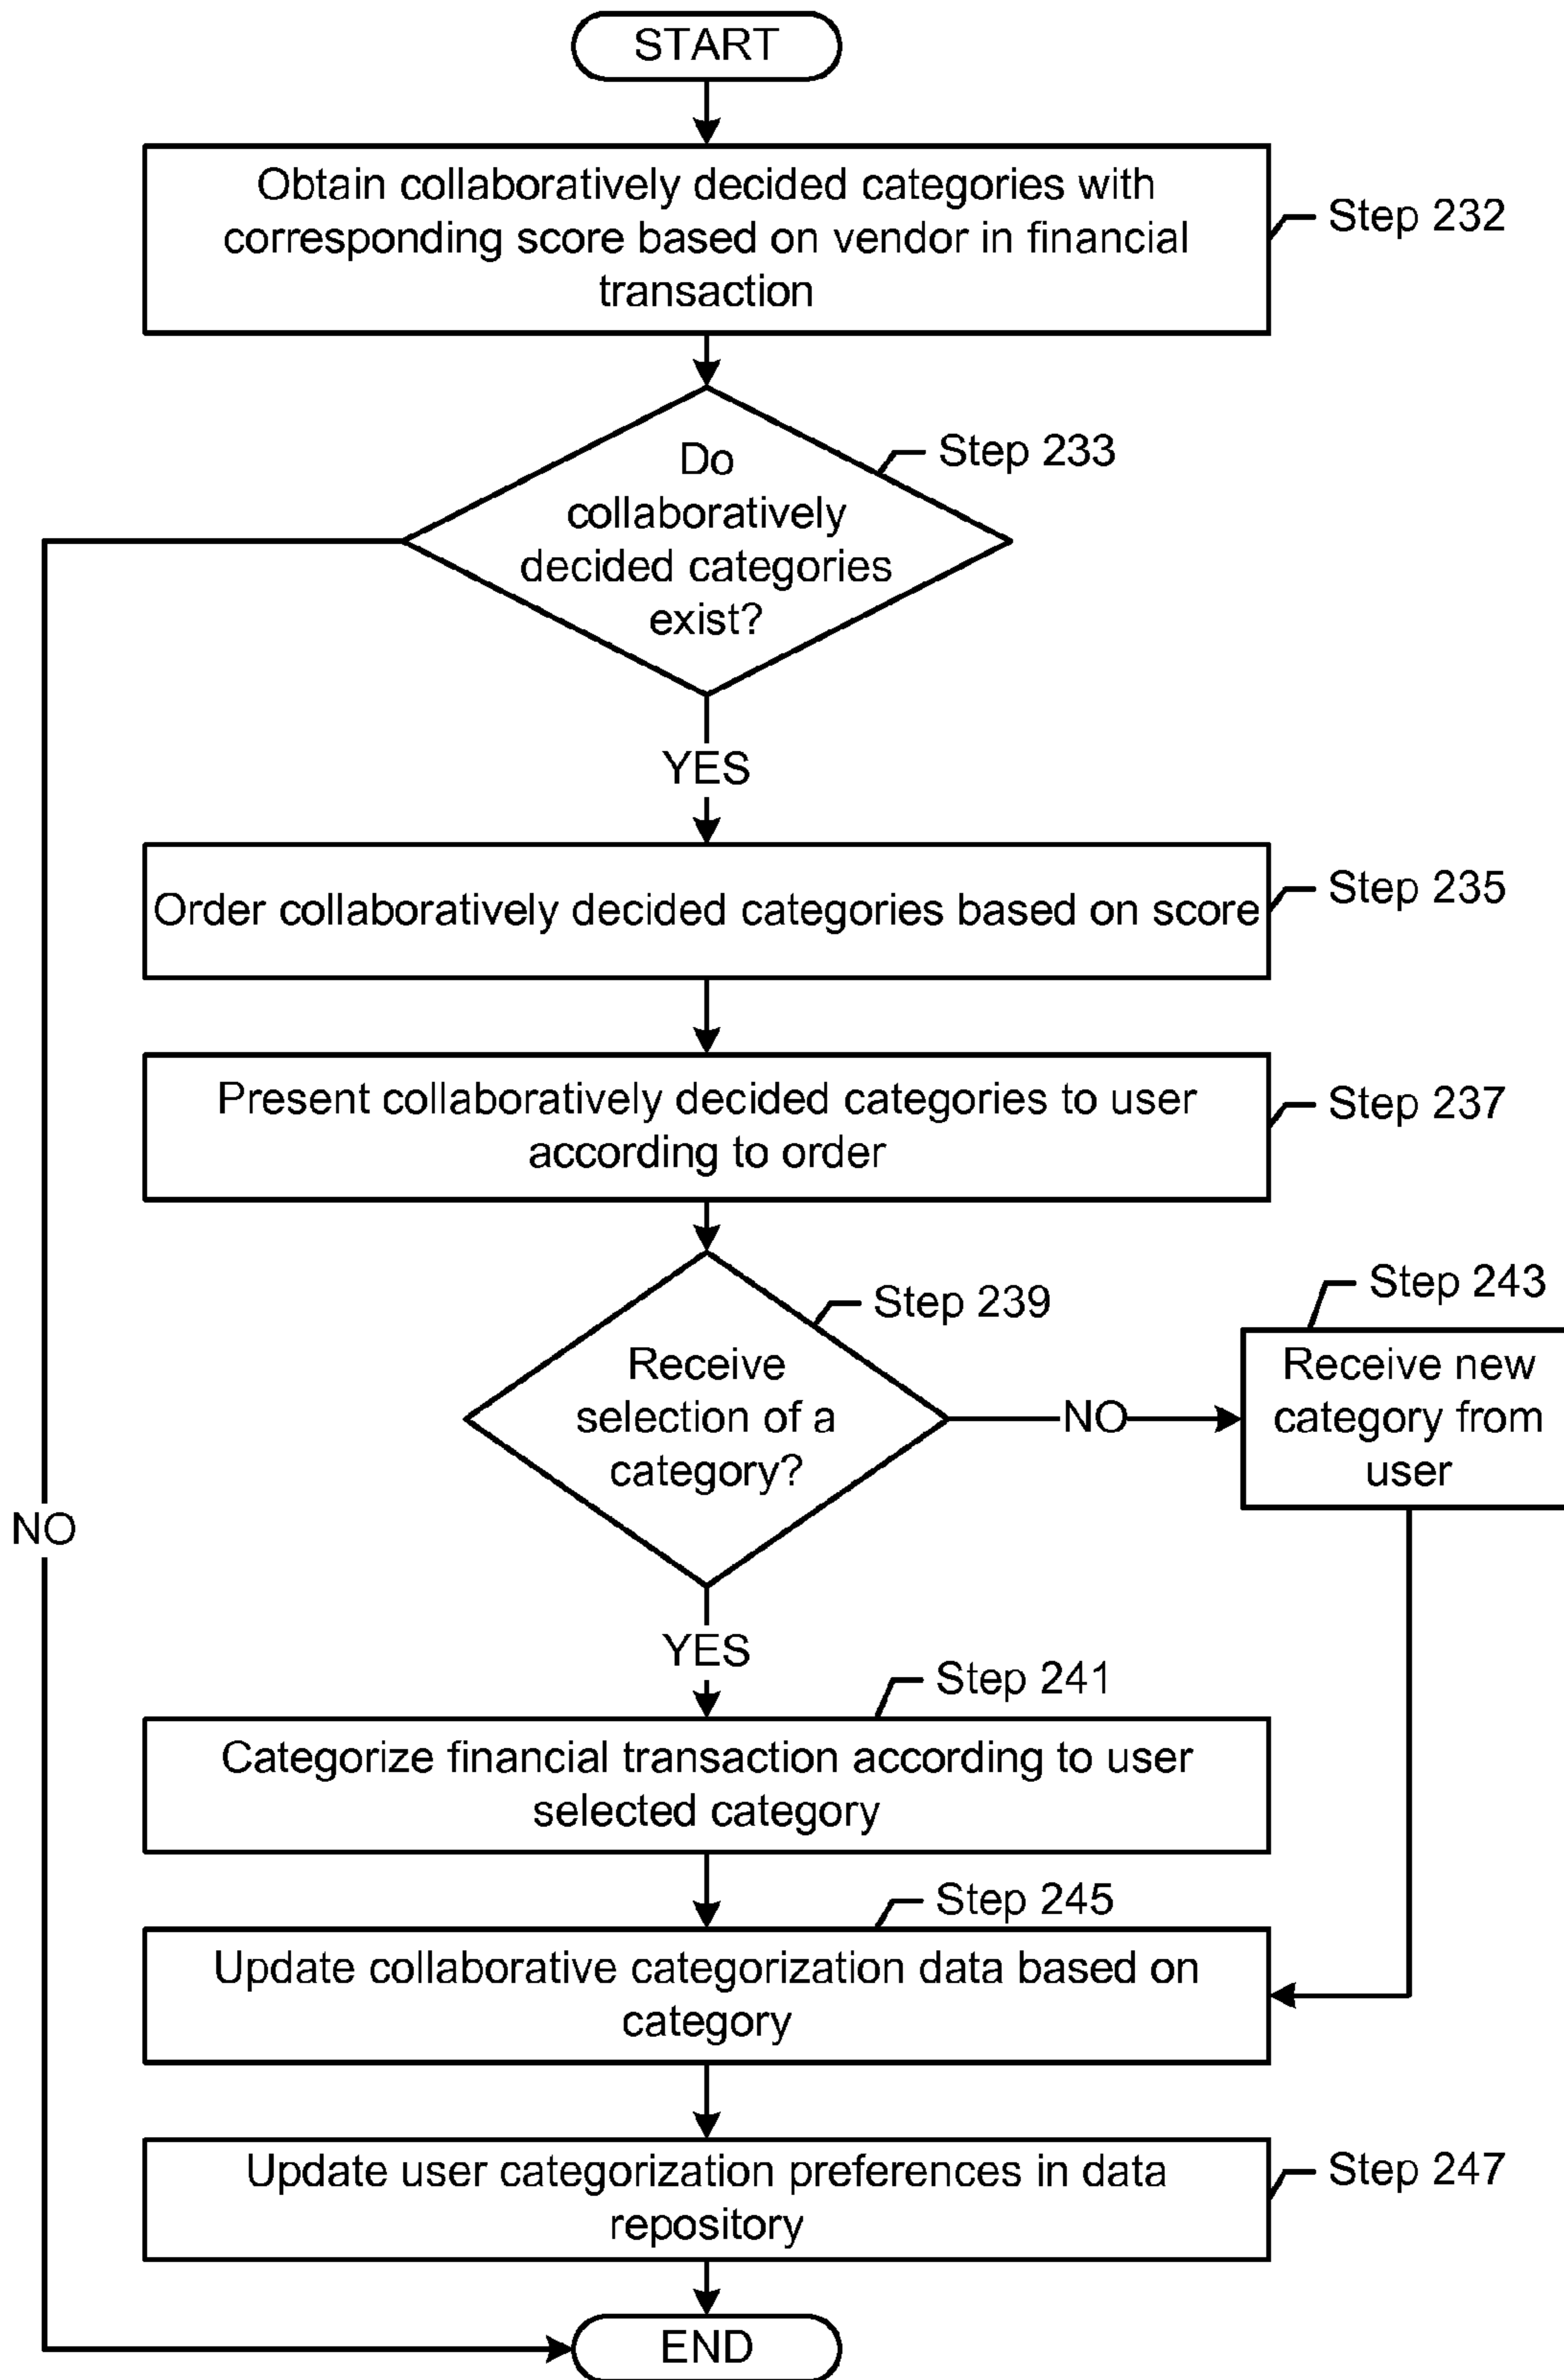 START
Obtain collaboratively decided categories with
corresponding score based on vendor in financial
transaction
Step 232
Do
collaboratively
decided categories
exist?
Step 233
YES
Order collaboratively decided categories based on score
Step 235
Present collaboratively decided categories to user
according to order
Step 237
Receive
selection of a
category?
Step 239
NO
Step 243
Receive new
category from
user
NO
YES
Step 241
Categorize financial transaction according to user
selected category
Step 245
Update collaborative categorization data based on
category
Update user categorization preferences in data
repository
Step 247
END